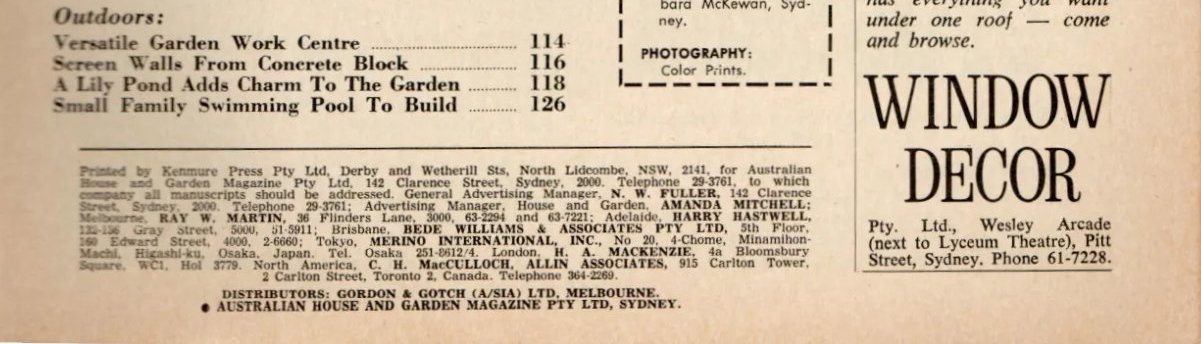 Outdoors:
Versatile Garden Work Centre ........ 114
Screen Walls From Concrete Block ........ 116
A Lily Pond Adds Charm To The Garden ........ 118
Small Family Swimming Pool To Build ........ 126
bara McKewan, Syd-
ney.
PHOTOGRAPHY:
Color Prints.
has everything you want
under one roof — come
and browse.
WINDOW
DECOR
Pty. Ltd., Wesley Arcade
(next to Lyceum Theatre), Pitt
Street, Sydney. Phone 61-7228.
Printed by Kenmure Press Pty Ltd, Derby and Wetherill Sts, North Lidcombe, NSW, 2141, for Australian
House and Garden Magazine Pty Ltd, 142 Clarence Street, Sydney, 2000. Telephone 29-3761, to which
company all manuscripts should be addressed. General Advertising Manager, N. W. FULLER, 142 Clarence
Street, Sydney, 2000. Telephone 29-3761; Advertising Manager, House and Garden, AMANDA MITCHELL;
Melbourne, RAY W. MARTIN, 36 Flinders Lane, 3000, 63-2294 and 63-7221; Adelaide, HARRY HASTWELL,
132-136 Gray Street, 5000, 51-5911; Brisbane, BEDE WILLIAMS & ASSOCIATES PTY LTD, 5th Floor,
160 Edward Street, 4000, 2-6660; Tokyo, MERINO INTERNATIONAL, INC., No 20, 4-Chome, Minamihon-
Machi, Higashi-ku, Osaka, Japan. Tel. Osaka 251-8612/4. London, H. A. MACKENZIE, 4a Bloomsbury
Square, WC1, Hol 3779. North America, C. H. MacCULLOCH, ALLIN ASSOCIATES, 915 Carlton Tower,
2 Carlton Street, Toronto 2, Canada. Telephone 364-2269.
DISTRIBUTORS: GORDON & GOTCH (A/SIA) LTD, MELBOURNE.
● AUSTRALIAN HOUSE AND GARDEN MAGAZINE PTY LTD, SYDNEY.